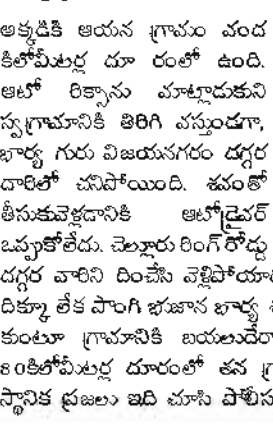 అక్కడికి ఆయన గ్రామం వంద
కిలోమీటర్ల దూ రంలో ఉంది.
ఆటో రిక్షాను మాట్లాడుకుని
స్వగ్రామానికి తిరిగి వస్తుండగా,
భార్య గురు విజయనగరం దగ్గర
దారిలో చనిపోయింది. శవంతో
తీసుకువెళ్లడానికి ఆటోడ్రైవర్
ఒప్పుకోలేదు. చెల్లూరు రింగ్ రోడ్డు
దగ్గర వారిని దించేసి వెళ్లిపోయా
దిక్కూ లేక పాంగి భుజాన భార్య
కుంటూ గ్రామానికి బయలుదేరా
80కిలోమీటర్ల దూరంలో తన
స్థానిక ప్రజలు ఇది చూసి పోలీస